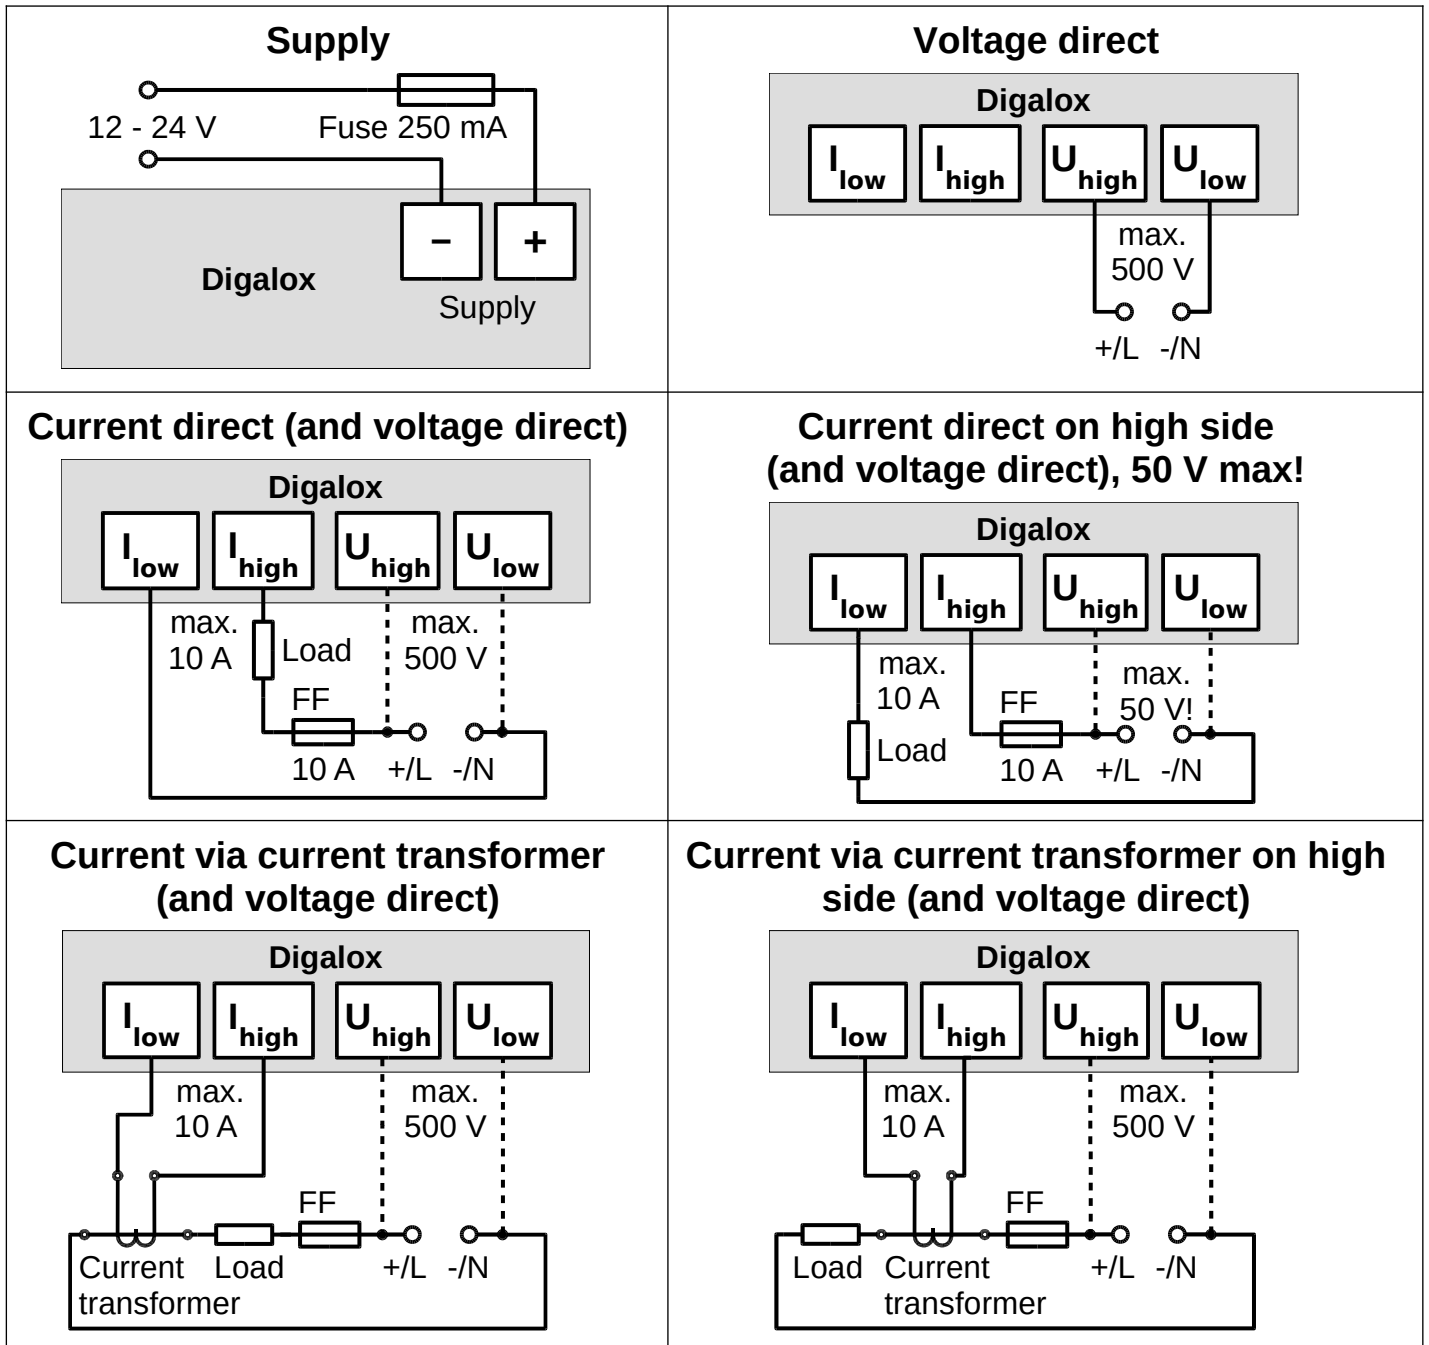 Supply
12 - 24 V
Fuse 250 mA
− +
Digalox
Supply
Voltage direct
Digalox
Ilow Ihigh Uhigh Ulow
max.
500 V
+/L -/N
Current direct (and voltage direct)
Digalox
Ilow Ihigh Uhigh Ulow
max.
10 A
Load
max.
500 V
FF
10 A
+/L -/N
Current direct on high side
(and voltage direct), 50 V max!
Digalox
Ilow Ihigh Uhigh Ulow
max.
10 A
Load
FF
10 A
max.
50 V!
+/L -/N
Current via current transformer
(and voltage direct)
Digalox
Ilow Ihigh Uhigh Ulow
max.
10 A
max.
500 V
FF
Current
transformer
Load
+/L -/N
Current via current transformer on high
side (and voltage direct)
Digalox
Ilow Ihigh Uhigh Ulow
max.
10 A
max.
500 V
FF
Load
Current
transformer
+/L -/N